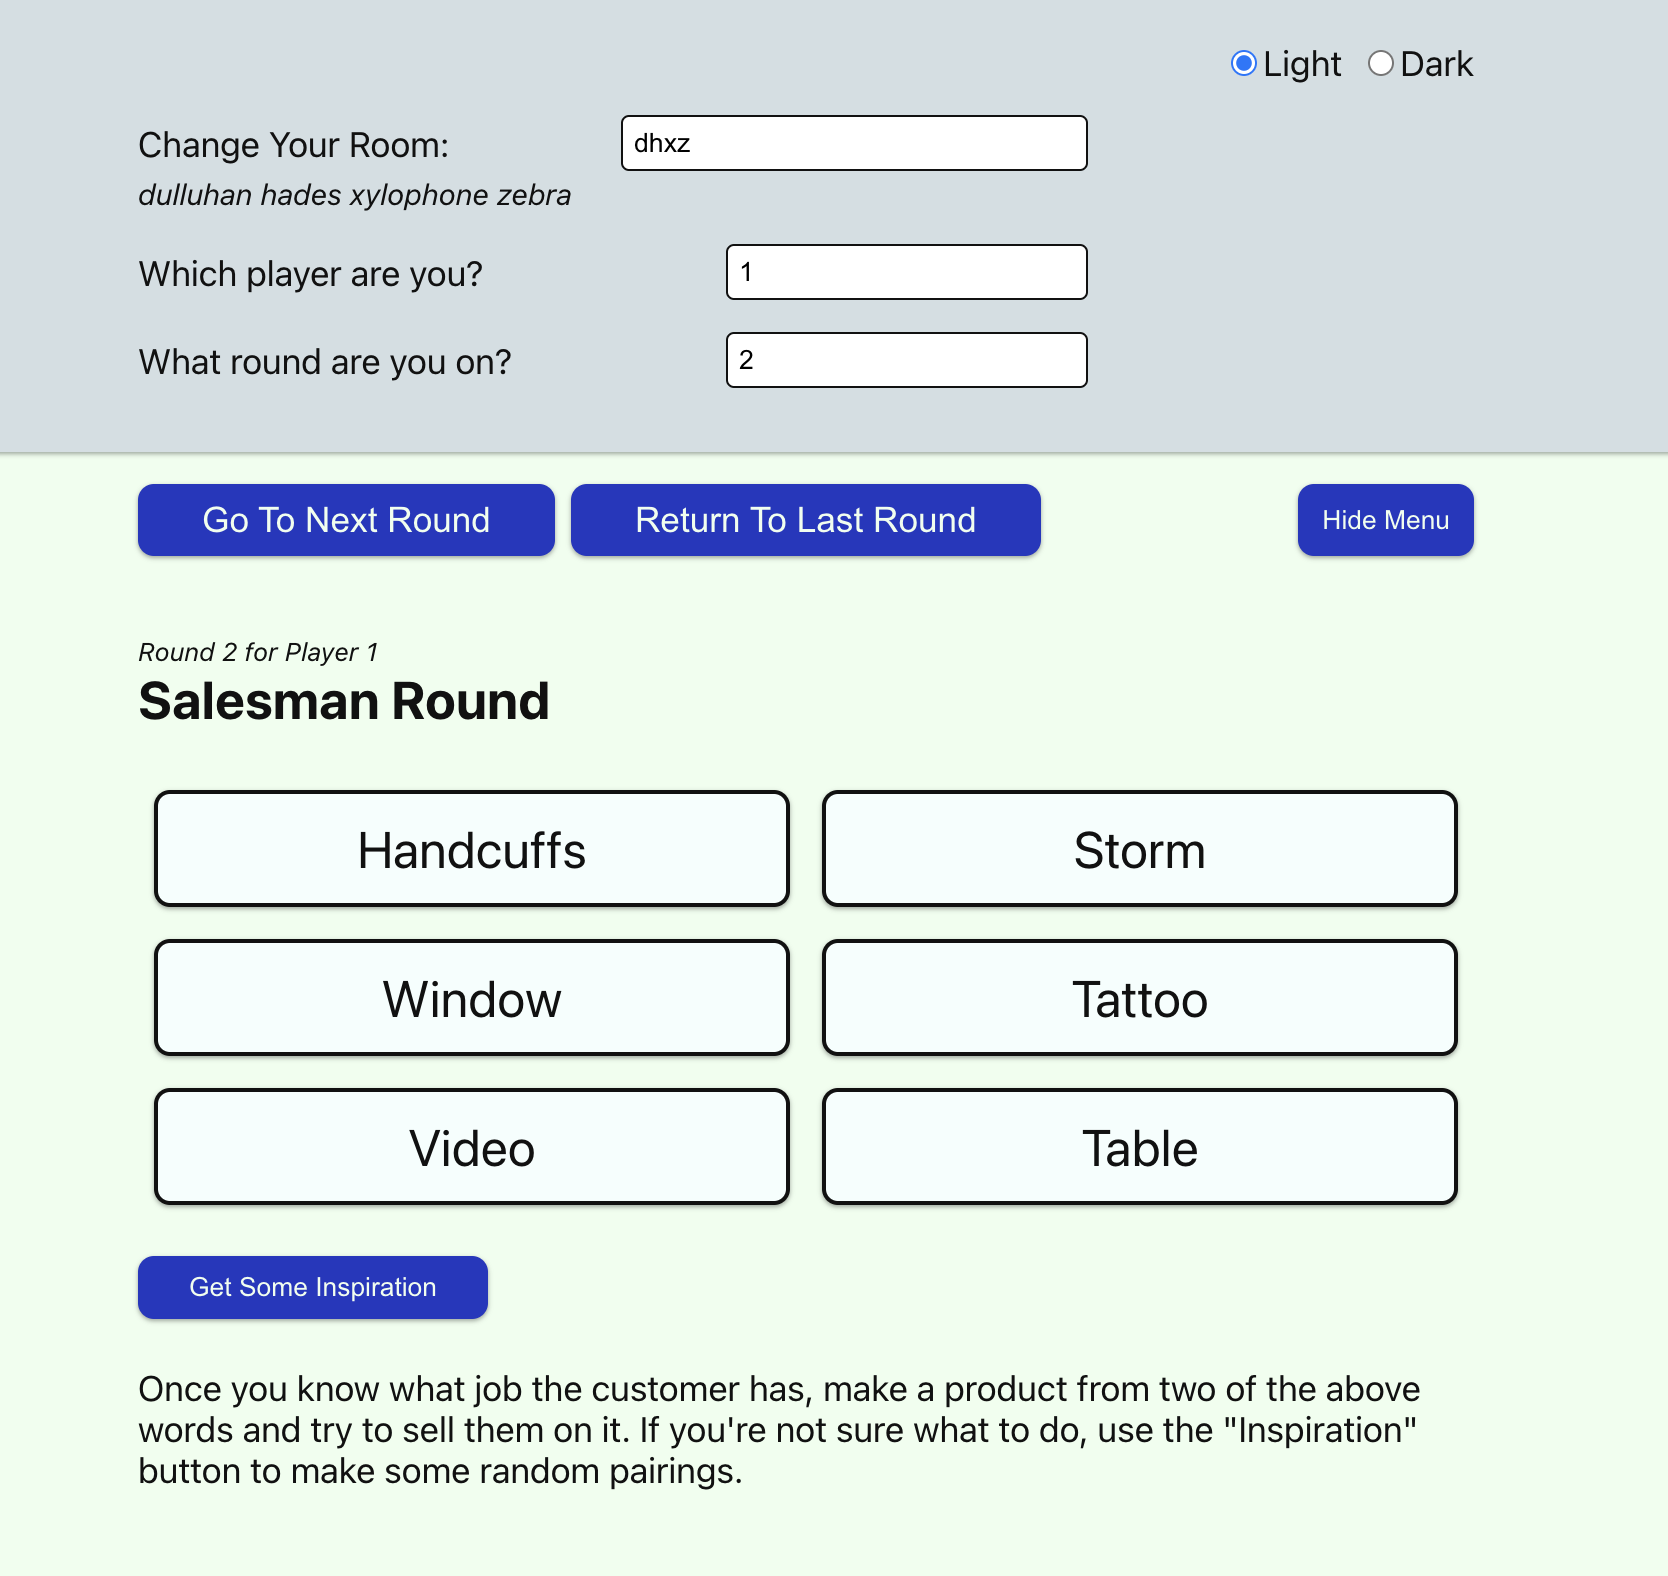 Light Dark
Change Your Room: dhxz
dulluhan hades xylophone zebra
Which player are you? 1
What round are you on? 2
Go To Next Round Return To Last Round Hide Menu
Round 2 for Player 1
Salesman Round
Handcuffs Storm
Window Tattoo
Video Table
Get Some Inspiration
Once you know what job the customer has, make a product from two of the above
words and try to sell them on it. If you're not sure what to do, use the "Inspiration"
button to make some random pairings.